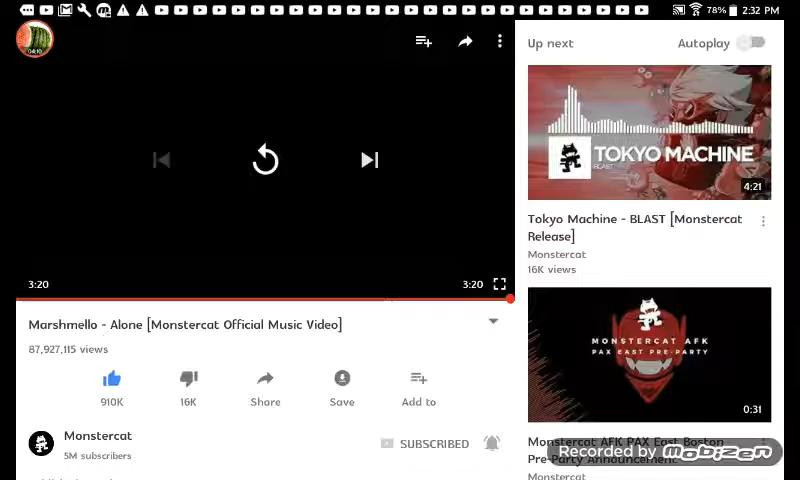 78% 2:32 PM
04:10
Up next
Autoplay
TOKYO MACHINE
BLAST
4:21
Tokyo Machine - BLAST [Monstercat
Release]
Monstercat
16K views
3:20
3:20
Marshmello - Alone [Monstercat Official Music Video]
87,927,115 views
910K
16K
Share
Save
Add to
Monstercat
5M subscribers
SUBSCRIBED
MONSTERCAT AFK
PAX EAST PRE-PARTY
0:31
Monstercat AFK PAX East Boston
Pre-Party Announcement
Monstercat
Recorded by Mobizen